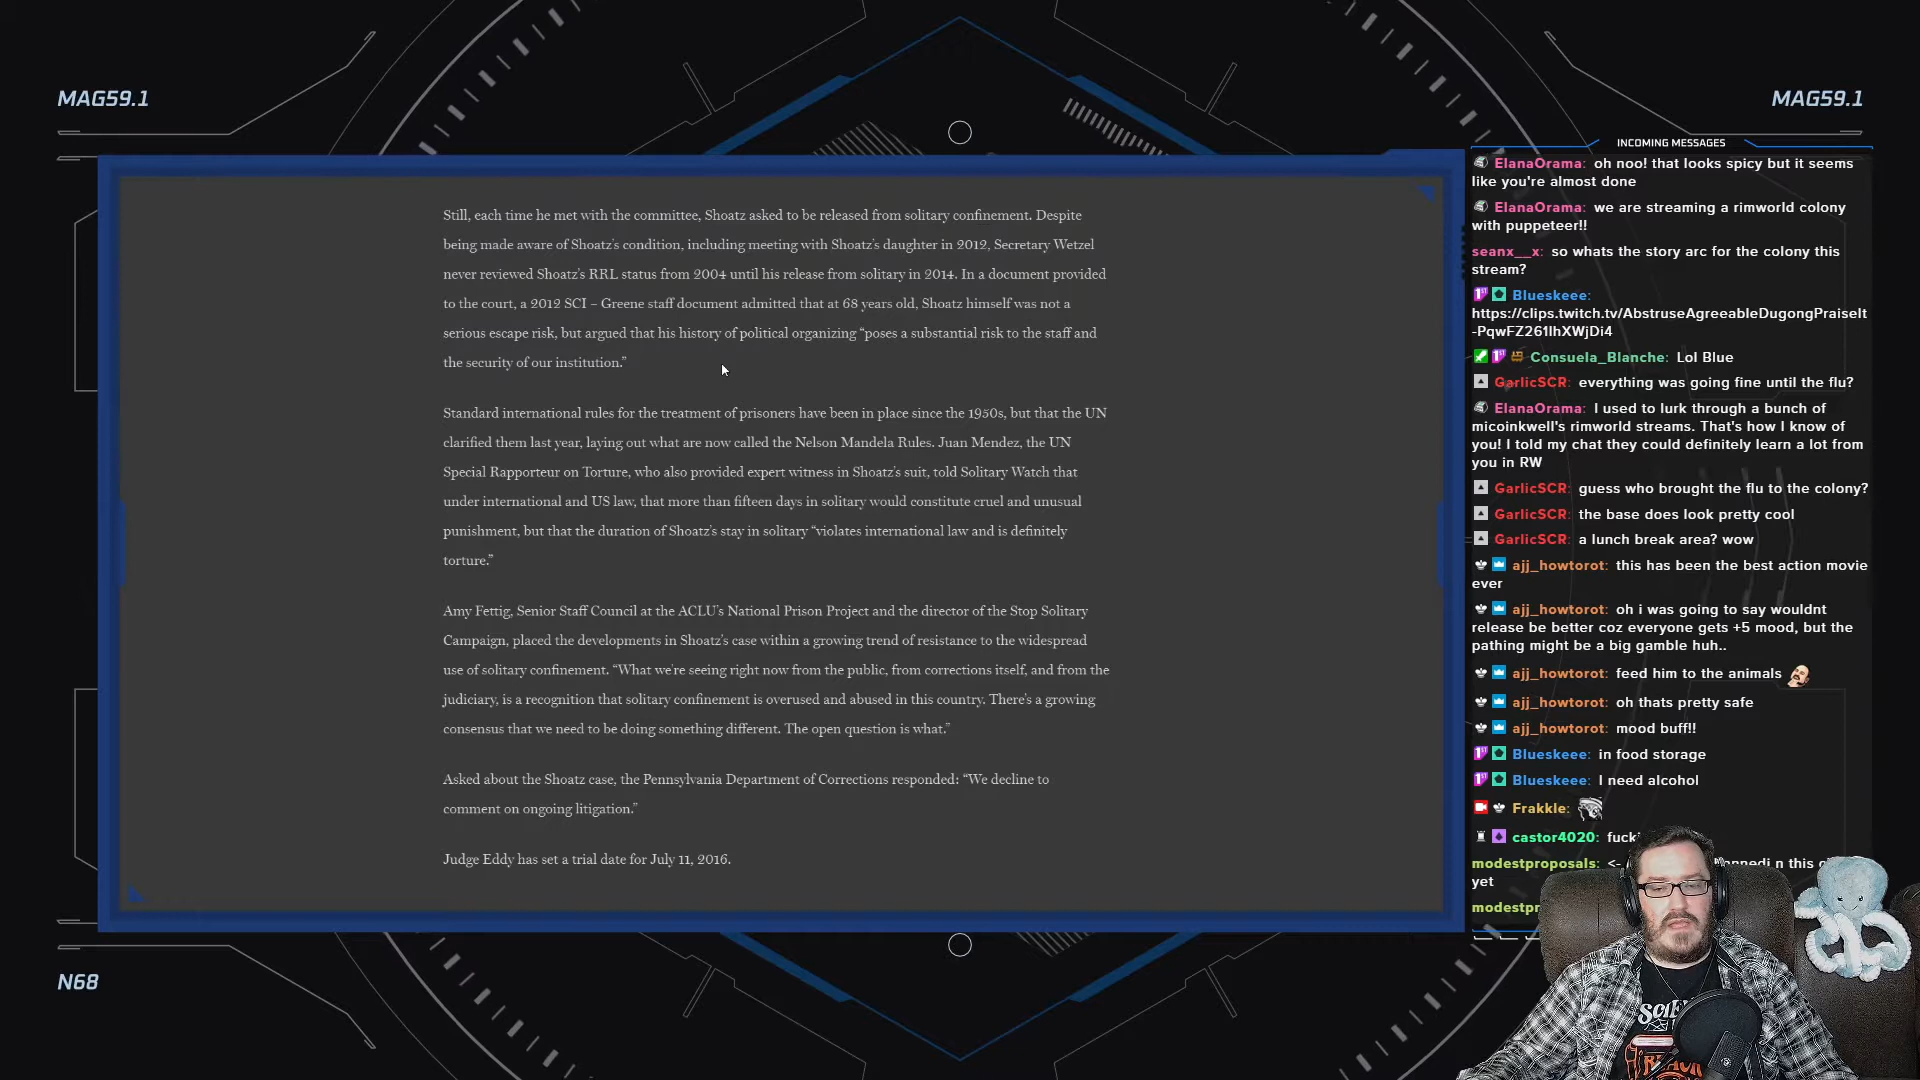 MAG59.1
MAG59.1
Still, each time he met with the committee, Shoatz asked to be released from solitary confinement. Despite
being made aware of Shoatz's condition, including meeting with Shoatz's daughter in 2012, Secretary Wetzel
never reviewed Shoatz's RRL status from 2004 until his release from solitary in 2014. In a document provided
to the court, a 2012 SCI – Greene staff document admitted that at 68 years old, Shoatz himself was not a
serious escape risk, but argued that his history of political organizing “poses a substantial risk to the staff and
the security of our institution.”
Standard international rules for the treatment of prisoners have been in place since the 1950s, but that the UN
clarified them last year, laying out what are now called the Nelson Mandela Rules. Juan Mendez, the UN
Special Rapporteur on Torture, who also provided expert witness in Shoatz's suit, told Solitary Watch that
under international and US law, that more than fifteen days in solitary would constitute cruel and unusual
punishment, but that the duration of Shoatz's stay in solitary “violates international law and is definitely
torture.”
Amy Fettig, Senior Staff Council at the ACLU's National Prison Project and the director of the Stop Solitary
Campaign, placed the developments in Shoatz's case within a growing trend of resistance to the widespread
use of solitary confinement. “What we're seeing right now from the public, from corrections itself, and from the
judiciary, is a recognition that solitary confinement is overused and abused in this country. There's a growing
consensus that we need to be doing something different. The open question is what.”
Asked about the Shoatz case, the Pennsylvania Department of Corrections responded: “We decline to
comment on ongoing litigation.”
Judge Eddy has set a trial date for July 11, 2016.
INCOMING MESSAGES
ElanaOrama: oh noo! that looks spicy but it seems
like you're almost done
ElanaOrama: we are streaming a rimworld colony
with puppeteer!!
seanx__x: so whats the story arc for the colony this
stream?
Blueskeee:
https://clips.twitch.tv/AbstruseAgreeableDugongPraiseIt
-PqwFZ261IhXWjDi4
Consuela_Blanche: Lol Blue
GarlicSCR: everything was going fine until the flu?
ElanaOrama: I used to lurk through a bunch of
micoinkwell's rimworld streams. That's how I know of
you! I told my chat they could definitely learn a lot from
you in RW
GarlicSCR: guess who brought the flu to the colony?
GarlicSCR: the base does look pretty cool
GarlicSCR: a lunch break area? wow
ajj_howtorot: this has been the best action movie
ever
ajj_howtorot: oh i was going to say wouldnt
release be better coz everyone gets +5 mood, but the
pathing might be a big gamble huh..
ajj_howtorot: feed him to the animals
ajj_howtorot: oh thats pretty safe
ajj_howtorot: mood buff!!
Blueskeee: in food storage
Blueskeee: I need alcohol
Frakkle:
castor4020:
modestproposals: <-
yet
N68